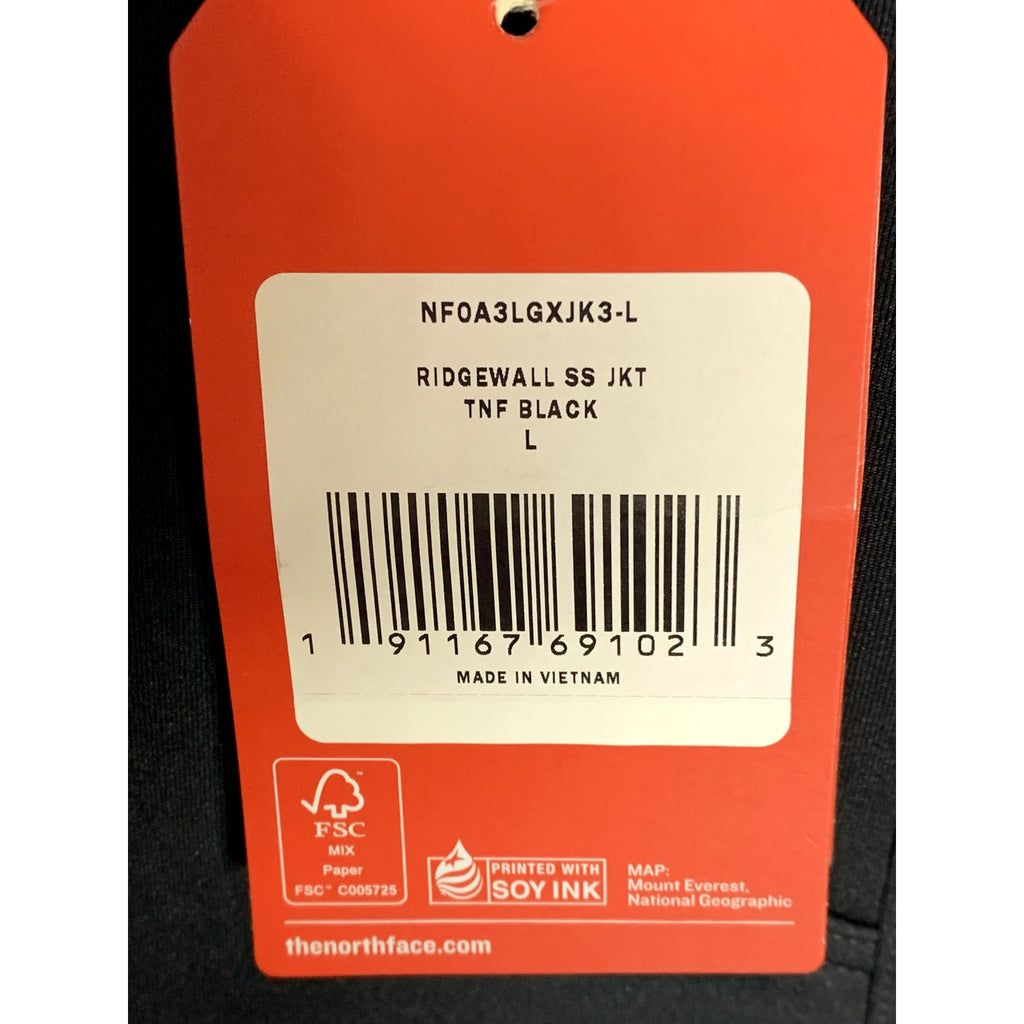 NF0A3LGXJK3-L
RIDGEWALL SS JKT
TNF BLACK
L
1 91167 69102 3
MADE IN VIETNAM
FSC
MIX
Paper
FSC™ C005725
PRINTED WITH
SOY INK
MAP:
Mount Everest,
National Geographic
thenorthface.com